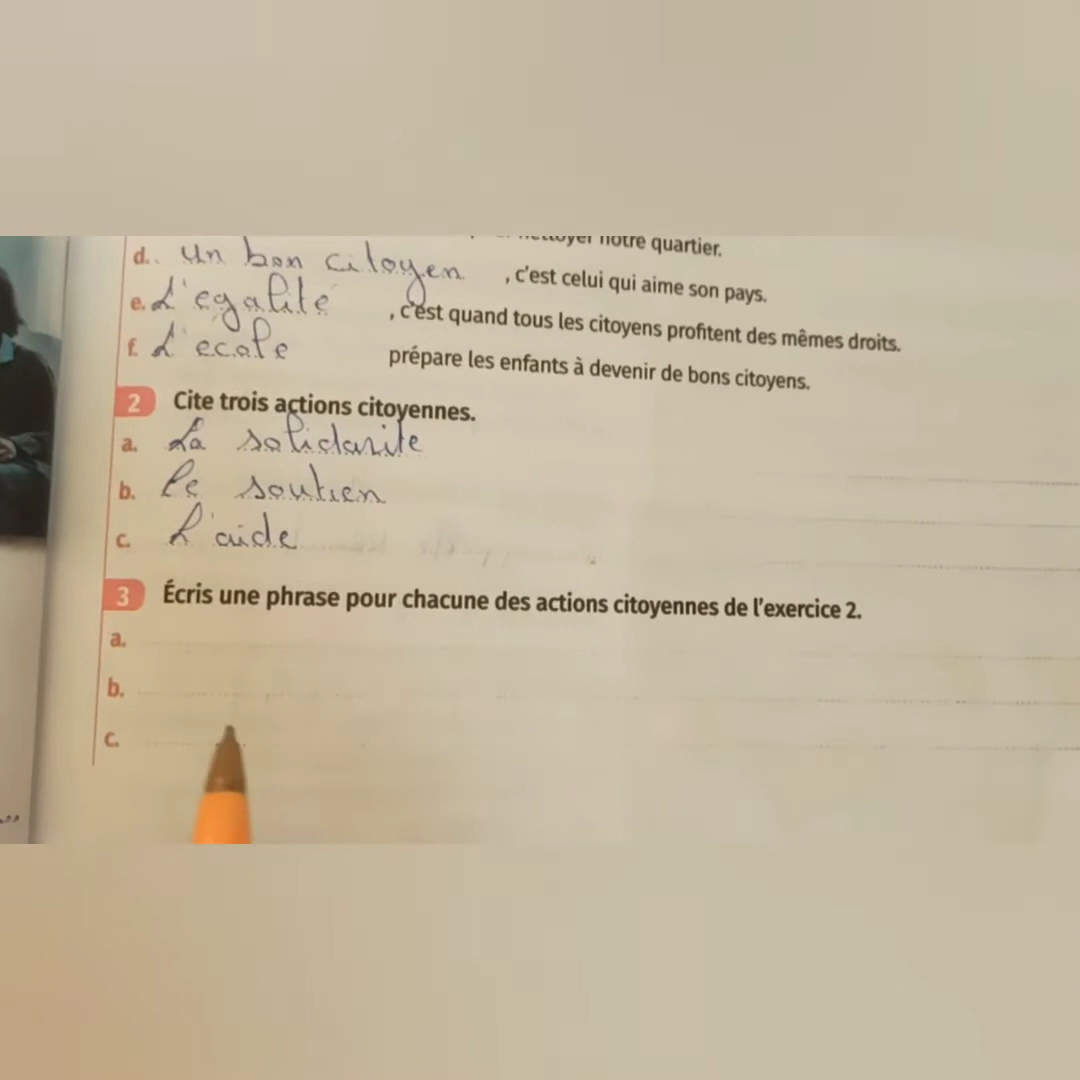 nettoyer notre quartier.
d.. un bon citoyen , c'est celui qui aime son pays.
e. L'egalité , c'est quand tous les citoyens profitent des mêmes droits.
f. L'ecole prépare les enfants à devenir de bons citoyens.
2 Cite trois actions citoyennes.
a. La solidarite
b. le soutien
c. L'aide
3 Écris une phrase pour chacune des actions citoyennes de l'exercice 2.
a.
b.
c.